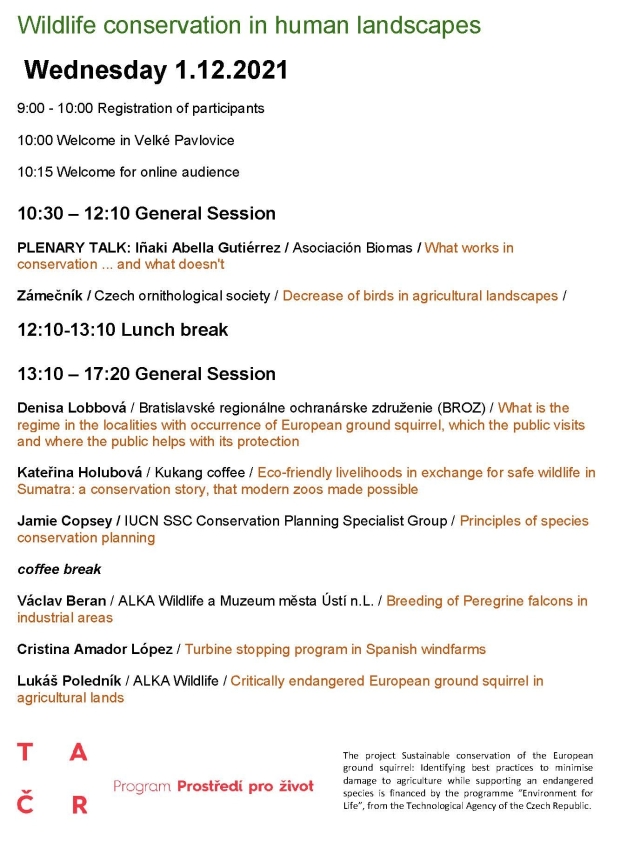 Wildlife conservation in human landscapes
Wednesday 1.12.2021
9:00 - 10:00 Registration of participants
10:00 Welcome in Velké Pavlovice
10:15 Welcome for online audience
10:30 – 12:10 General Session
PLENARY TALK: Iñaki Abella Gutiérrez / Asociación Biomas / What works in
conservation ... and what doesn't
Zámečník / Czech ornithological society / Decrease of birds in agricultural landscapes /
12:10-13:10 Lunch break
13:10 – 17:20 General Session
Denisa Lobbová / Bratislavské regionálne ochranárske združenie (BROZ) / What is the
regime in the localities with occurrence of European ground squirrel, which the public visits
and where the public helps with its protection
Kateřina Holubová / Kukang coffee / Eco-friendly livelihoods in exchange for safe wildlife in
Sumatra: a conservation story, that modern zoos made possible
Jamie Copsey / IUCN SSC Conservation Planning Specialist Group / Principles of species
conservation planning
coffee break
Václav Beran / ALKA Wildlife a Muzeum města Ústí n.L. / Breeding of Peregrine falcons in
industrial areas
Cristina Amador López / Turbine stopping program in Spanish windfarms
Lukáš Poledník / ALKA Wildlife / Critically endangered European ground squirrel in
agricultural lands
T A
Č R
Program Prostředí pro život
The project Sustainable conservation of the European
ground squirrel: Identifying best practices to minimise
damage to agriculture while supporting an endangered
species is financed by the programme "Environment for
Life", from the Technological Agency of the Czech Republic.